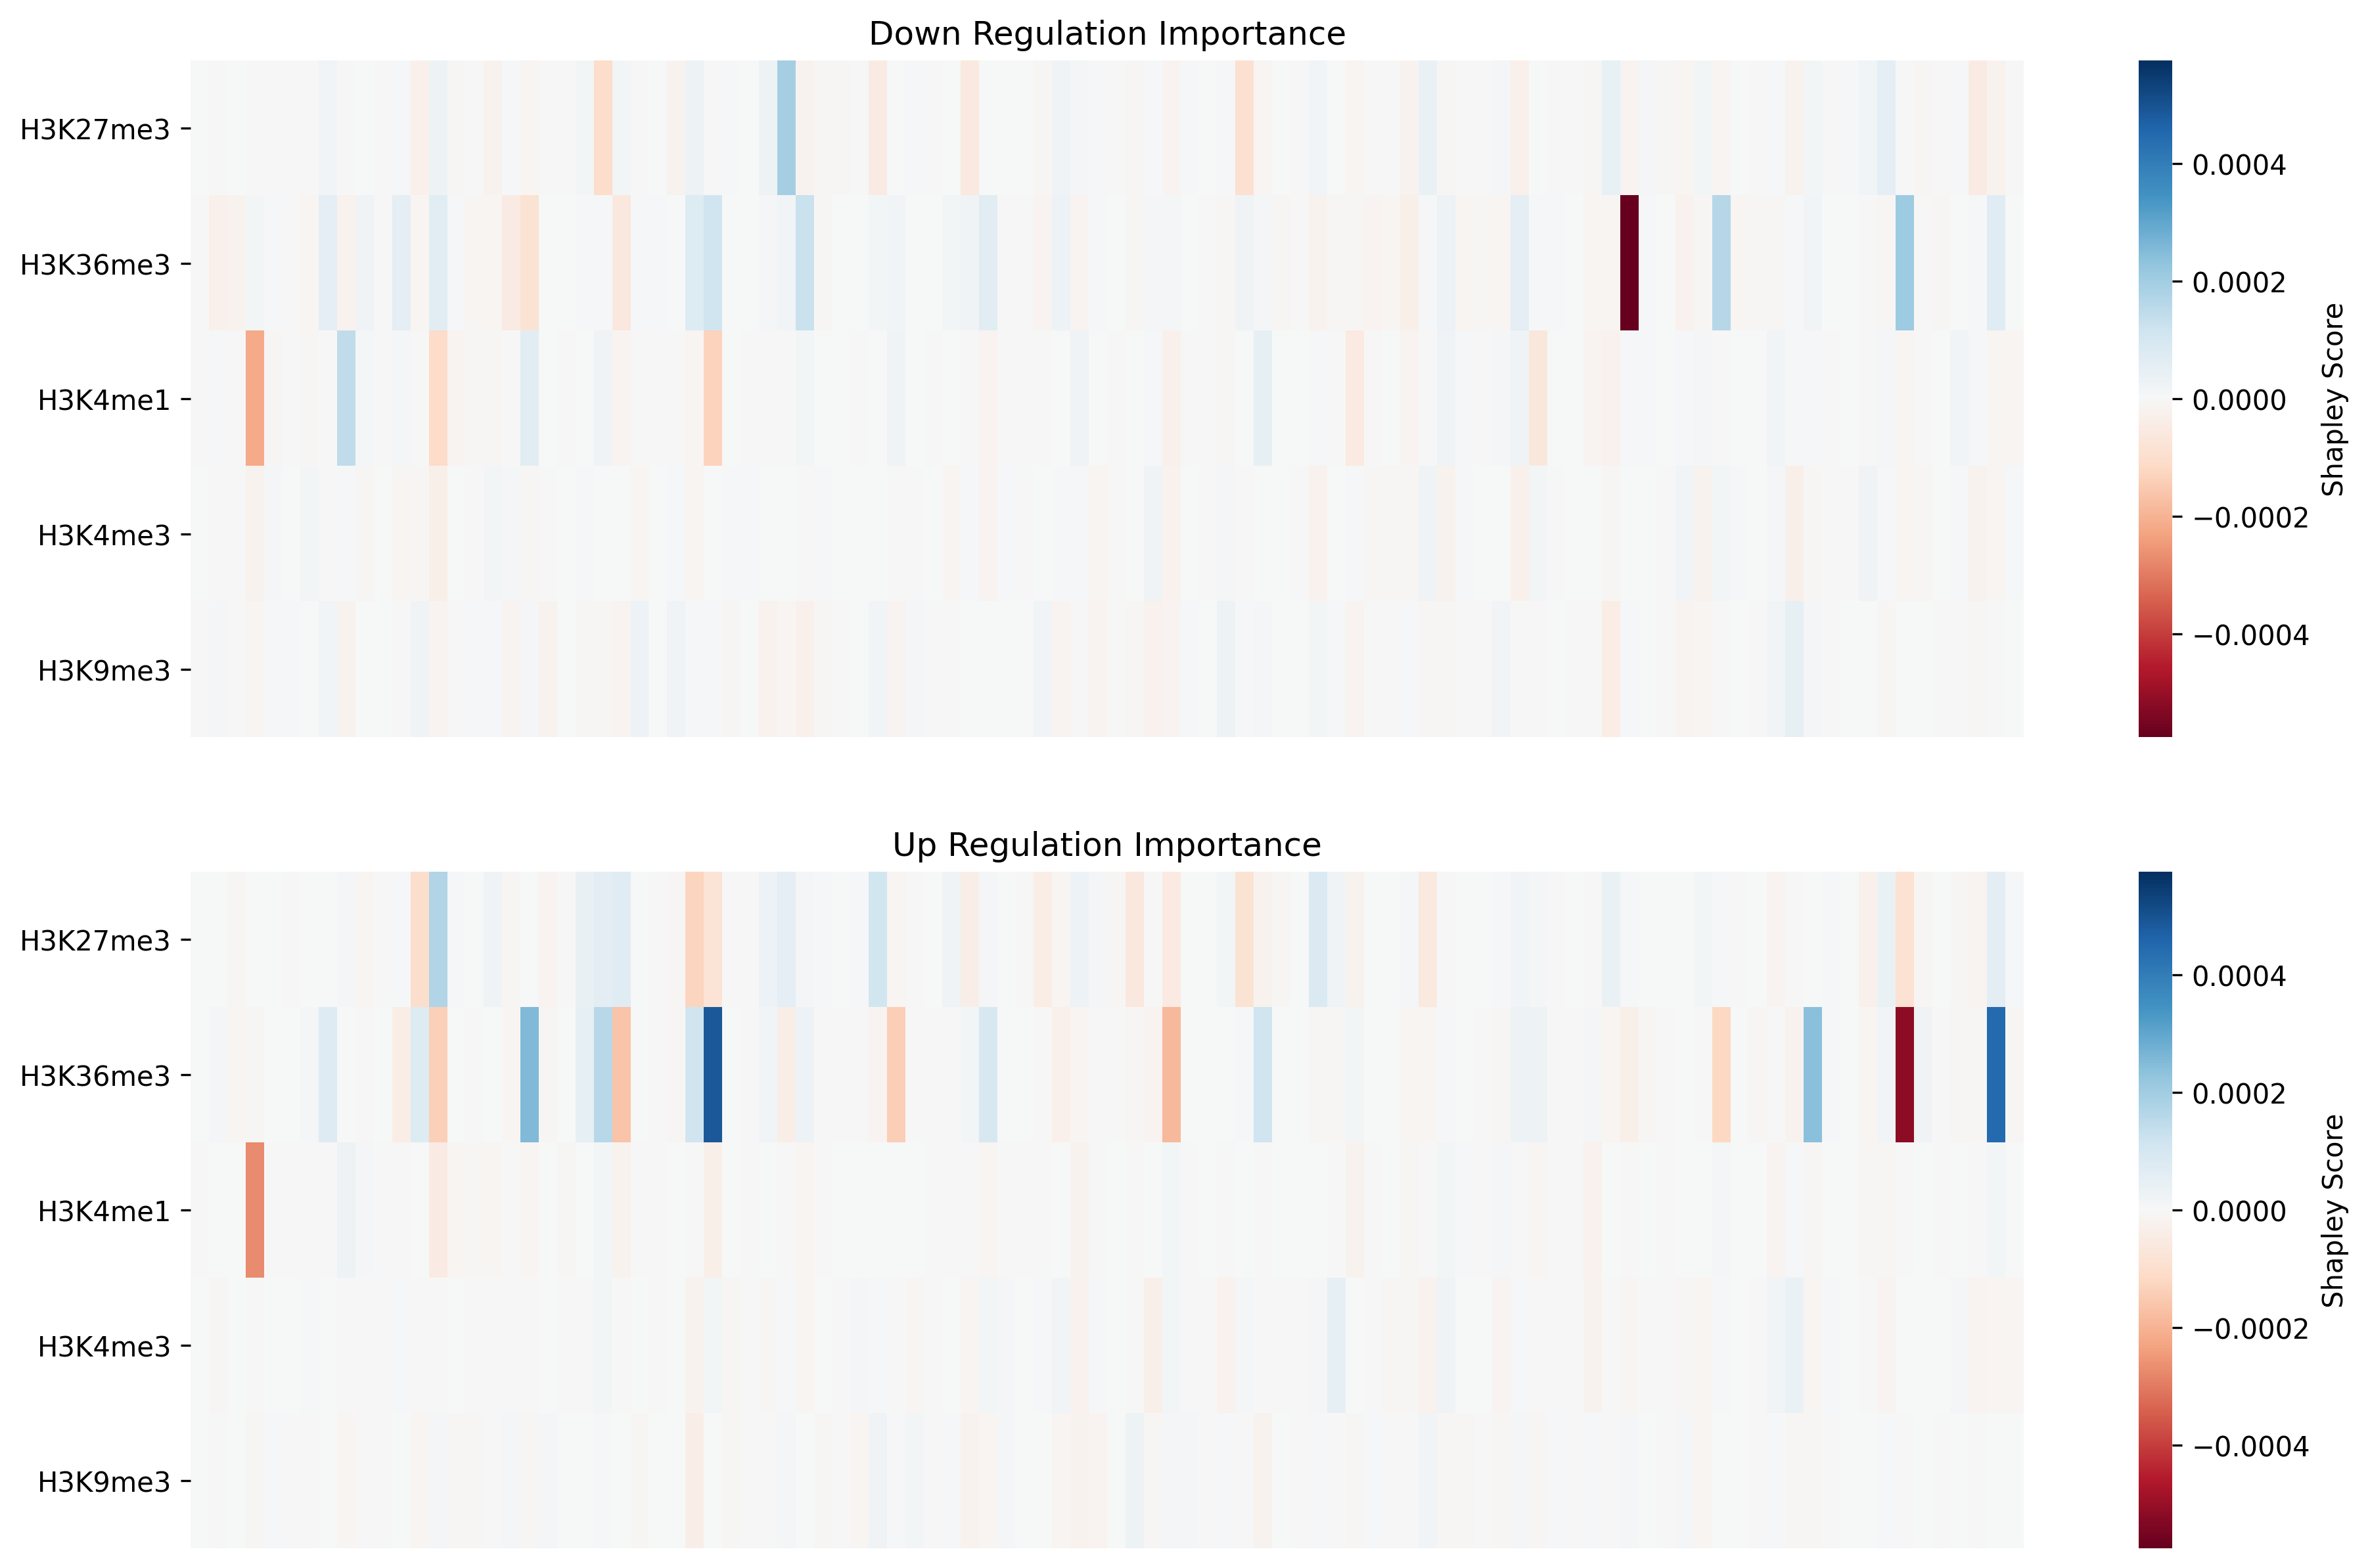 Down Regulation Importance
H3K27me3
H3K36me3
H3K4me1
H3K4me3
H3K9me3
0.0004
0.0002
0.0000
−0.0002
−0.0004
Shapley Score
Up Regulation Importance
H3K27me3
H3K36me3
H3K4me1
H3K4me3
H3K9me3
0.0004
0.0002
0.0000
−0.0002
−0.0004
Shapley Score